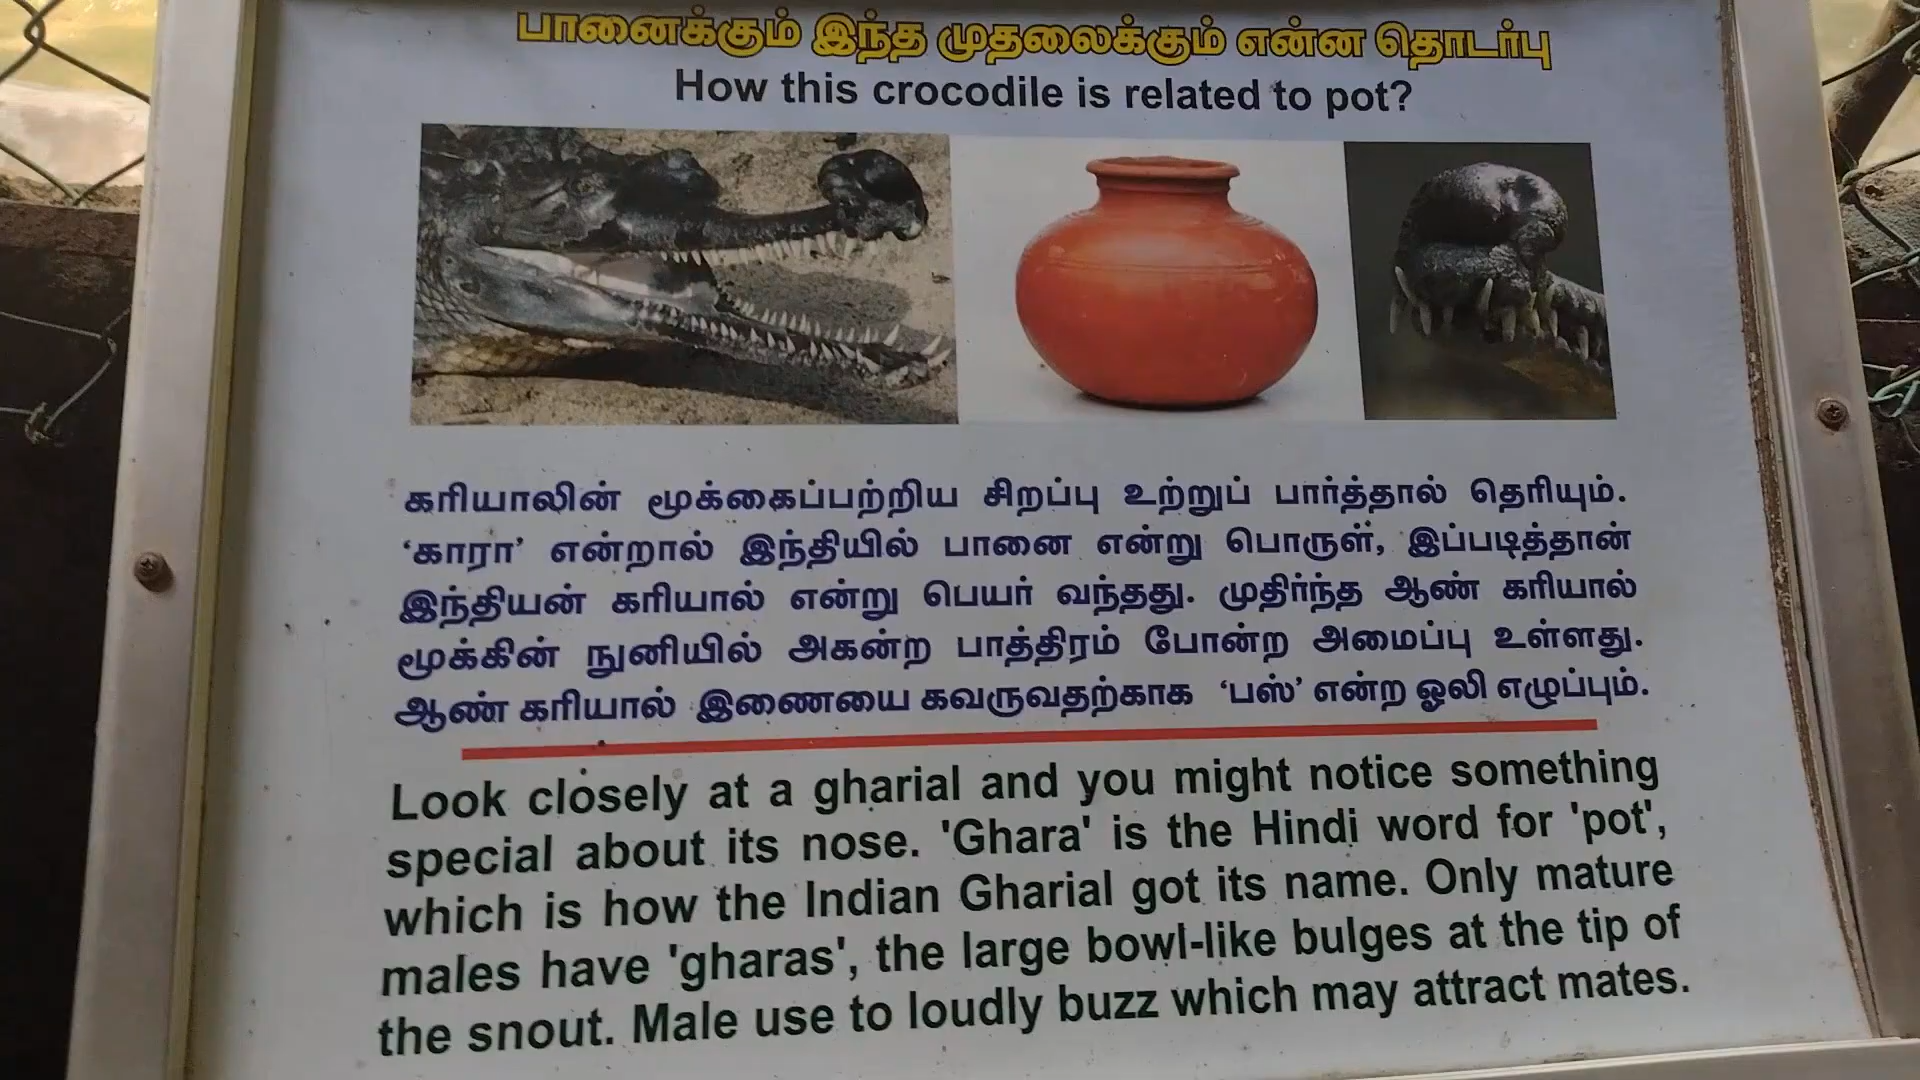 பானைக்கும் இந்த முதலைக்கும் என்ன தொடர்பு
How this crocodile is related to pot?
கரியாலின் மூக்கைப்பற்றிய சிறப்பு உற்றுப் பார்த்தால் தெரியும்.
‘காரா’ என்றால் இந்தியில் பானை என்று பொருள், இப்படித்தான்
இந்தியன் கரியால் என்று பெயர் வந்தது. முதிர்ந்த ஆண் கரியால்
மூக்கின் நுனியில் அகன்ற பாத்திரம் போன்ற அமைப்பு உள்ளது.
ஆண் கரியால் இணையை கவருவதற்காக ‘பஸ்’ என்ற ஓலி எழுப்பும்.
Look closely at a gharial and you might notice something
special about its nose. 'Ghara' is the Hindi word for 'pot',
which is how the Indian Gharial got its name. Only mature
males have 'gharas', the large bowl-like bulges at the tip of
the snout. Male use to loudly buzz which may attract mates.